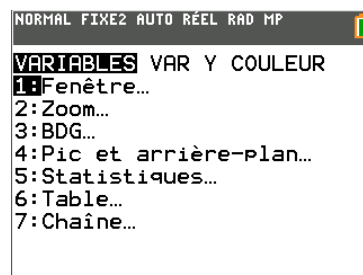 NORMAL FIXE2 AUTO RÉEL RAD MP
VARIABLES VAR Y COULEUR
1:Fenêtre…
2:Zoom…
3:BDG…
4:Pic et arrière-plan…
5:Statistiques…
6:Table…
7:Chaîne…